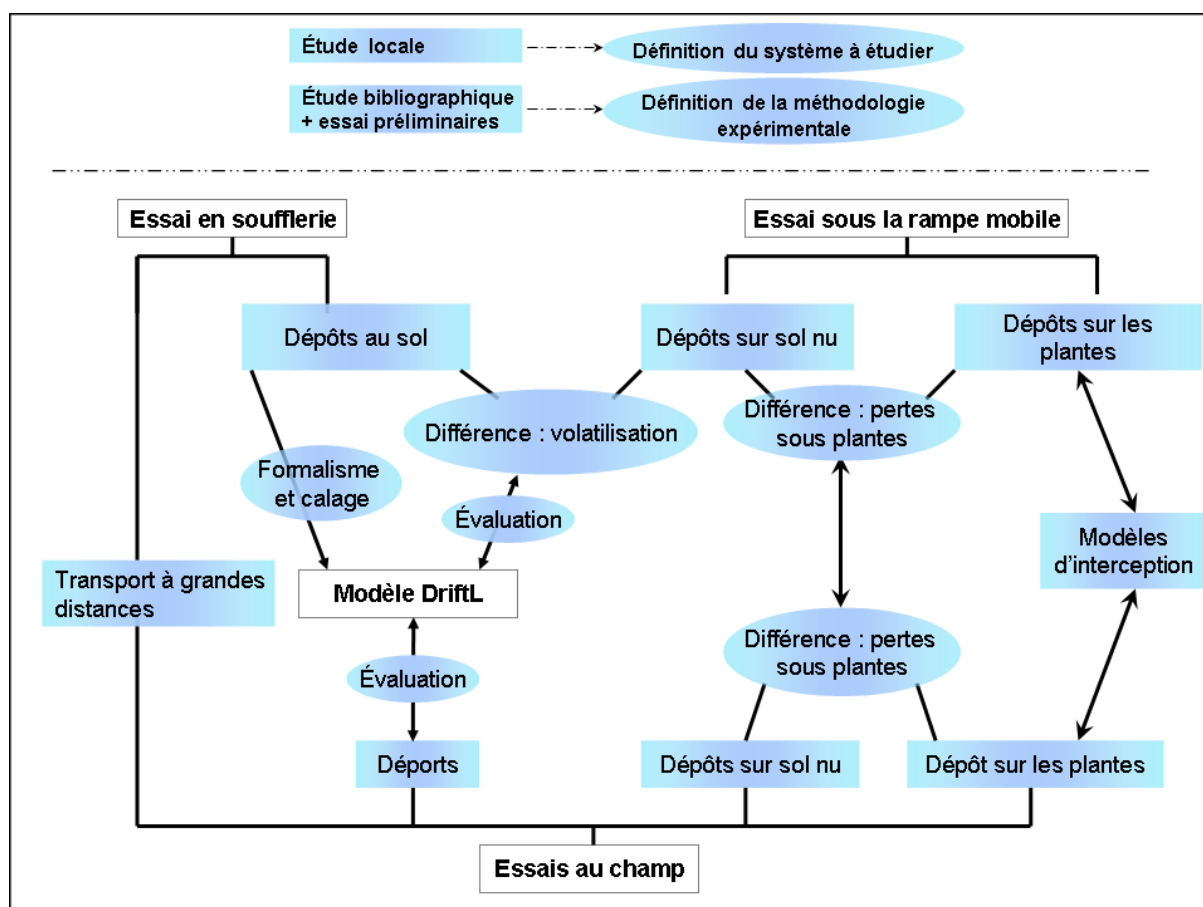 Étude locale
Définition du système à étudier
Étude bibliographique
+ essai préliminaires
Définition de la méthodologie
expérimentale
Essai en soufflerie
Essai sous la rampe mobile
Dépôts au sol
Dépôts sur sol nu
Dépôts sur les
plantes
Différence : volatilisation
Différence : pertes
sous plantes
Formalisme
et calage
Évaluation
Modèles
d'interception
Transport à grandes
distances
Modèle DriftL
Différence : pertes
sous plantes
Évaluation
Déports
Dépôts sur sol nu
Dépôt sur les plantes
Essais au champ